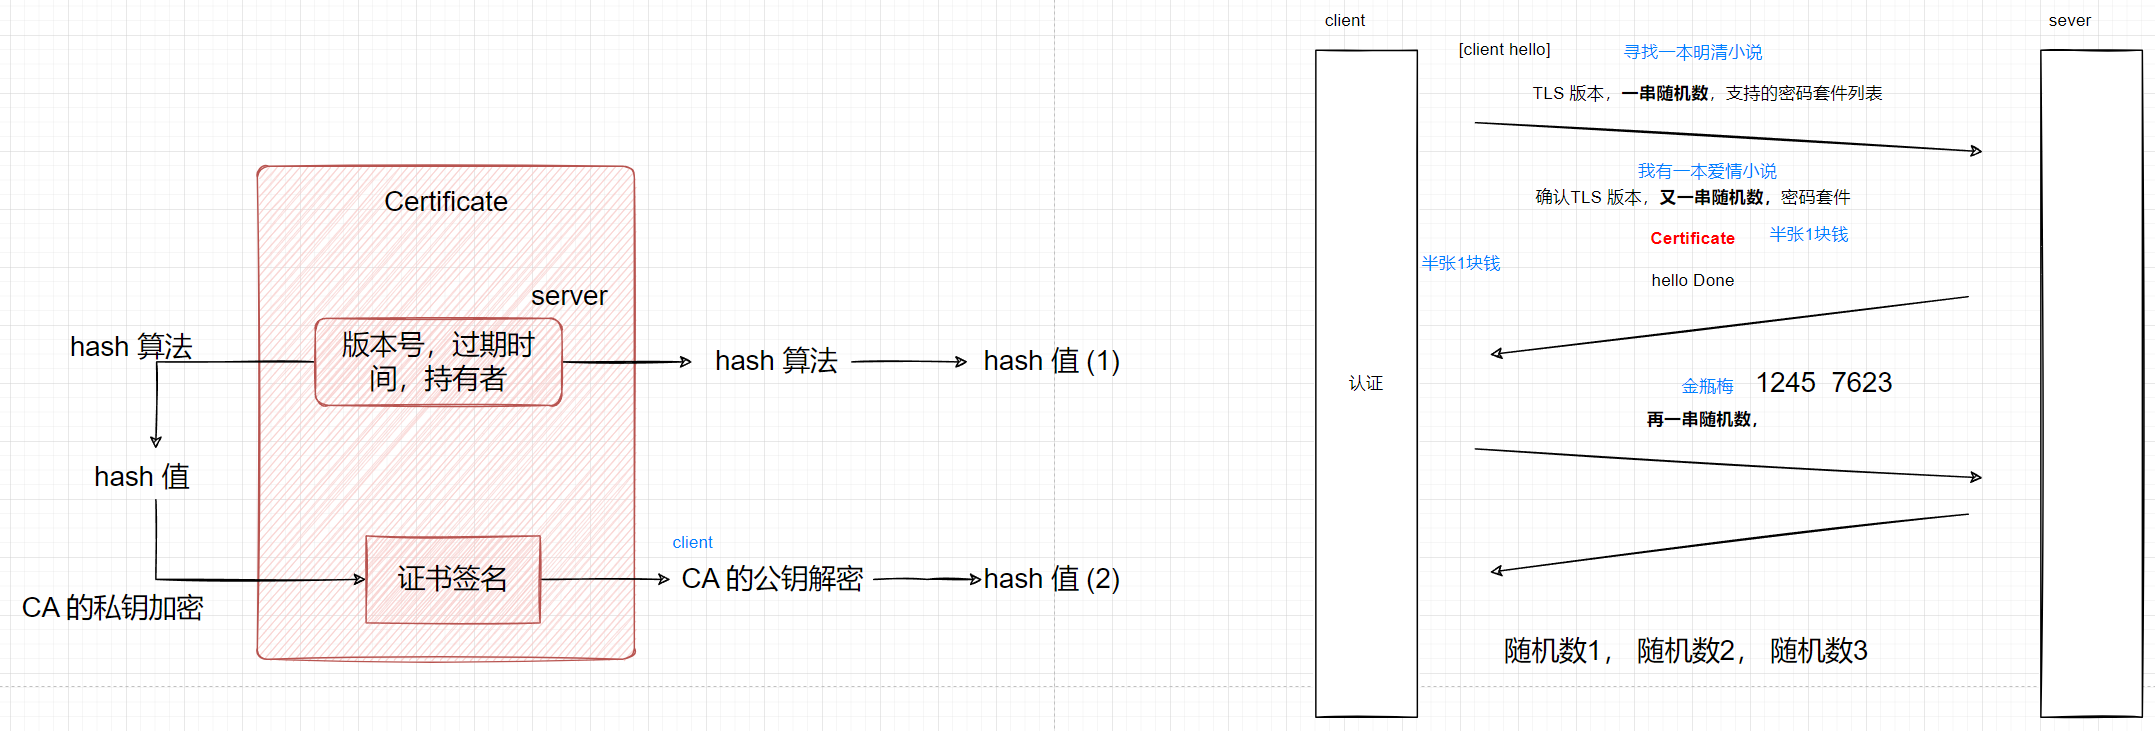 Certificate
server
hash 算法
版本号，过期时
间，持有者
hash 算法
hash 值 (1)
hash 值
client
证书签名
CA 的公钥解密
hash 值 (2)
CA 的私钥加密
client
sever
[client hello]
寻找一本明清小说
TLS 版本，一串随机数，支持的密码套件列表
我有一本爱情小说
确认TLS 版本，又一串随机数，密码套件
Certificate
半张1块钱
半张1块钱
hello Done
认证
金瓶梅
1245 7623
再一串随机数，
随机数1， 随机数2， 随机数3